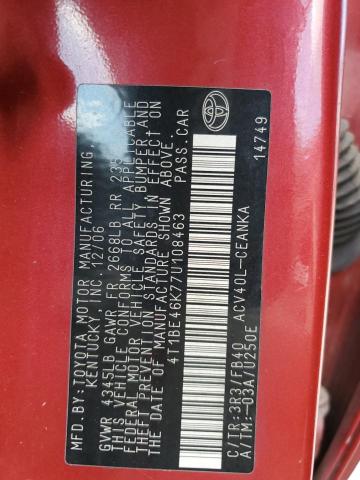 MFD.BY:TOYOTA MOTOR MANUFACTURING,
KENTUCKY, INC. 12/06
GVWR 4345LB GAWR FR 2668LB RR 235
THIS VEHICLE CONFORMS TO ALL APPLICABLE
FEDERAL MOTOR VEHICLE SAFETY, BUMPER, AND
THEFT PREVENTION STANDARDS IN EFFECT ON
THE DATE OF MANUFACTURE SHOWN ABOVE.
4T1BE46K77U108463 PASS.CAR
C/TR:3R3/FB40 ACV40L-CEANKA
A/TM:-03A/U250E 14749